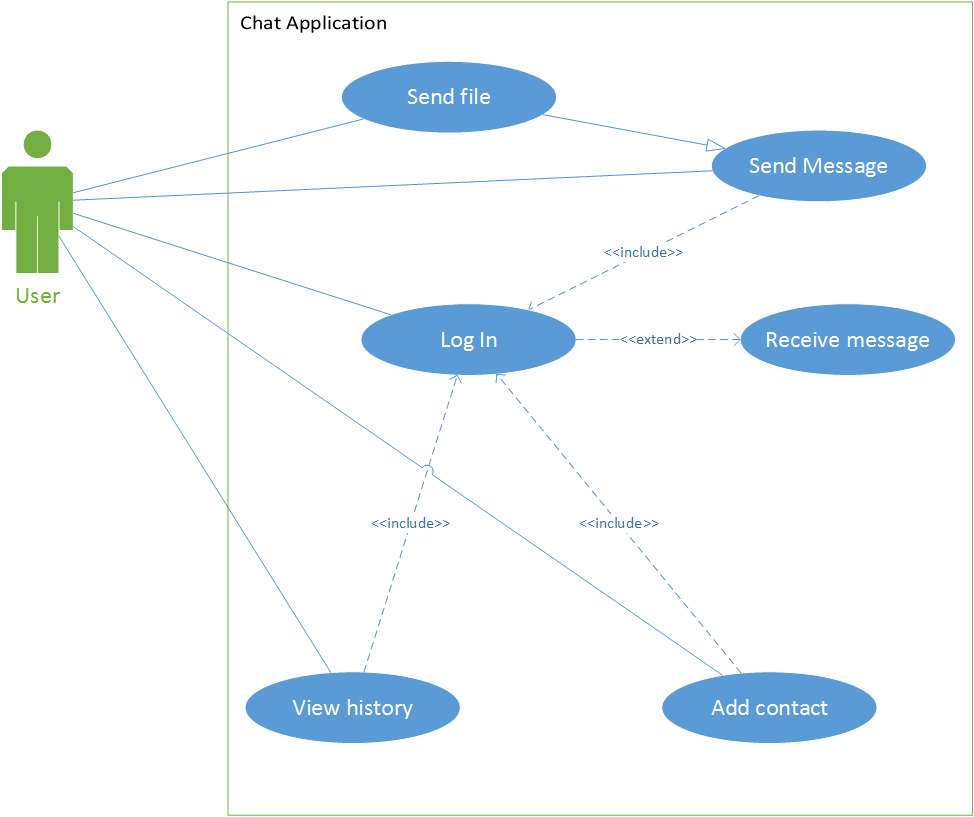 Chat Application
Send file
Send Message
<<include>>
User
Log In
<<extend>>
Receive message
<<include>>
<<include>>
View history
Add contact